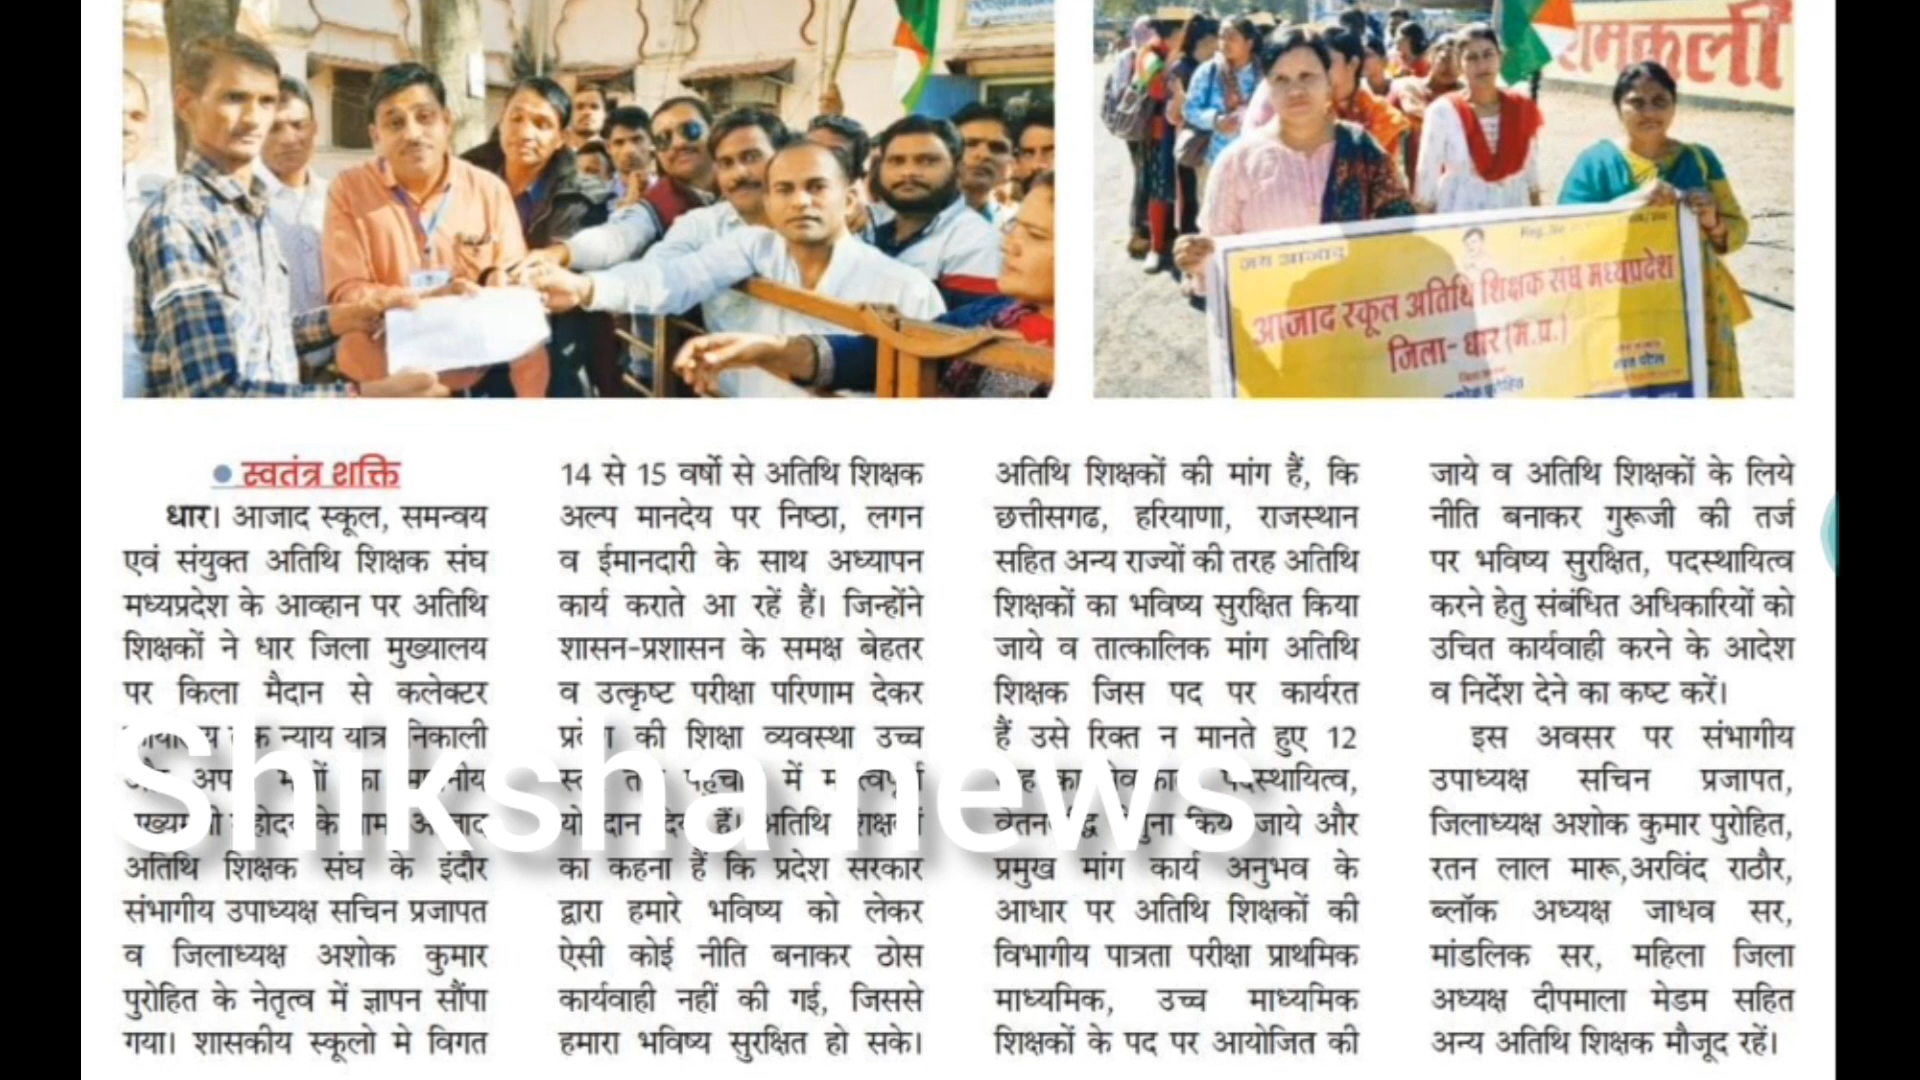 रामकली
जय आजाद
आजाद स्कूल अतिथि शिक्षक संघ मध्यप्रदेश
जिला- धार (म.प्र.)
स्वतंत्र शक्ति
धार। आजाद स्कूल, समन्वय
एवं संयुक्त अतिथि शिक्षक संघ
मध्यप्रदेश के आव्हान पर अतिथि
शिक्षकों ने धार जिला मुख्यालय
पर किला मैदान से कलेक्टर
न्याय यात्रा निकाली
अतिथि शिक्षक संघ के इंदौर
संभागीय उपाध्यक्ष सचिन प्रजापत
व जिलाध्यक्ष अशोक कुमार
पुरोहित के नेतृत्व में ज्ञापन सौंपा
गया। शासकीय स्कूलो मे विगत
14 से 15 वर्षो से अतिथि शिक्षक
अल्प मानदेय पर निष्ठा, लगन
व ईमानदारी के साथ अध्यापन
कार्य कराते आ रहें हैं। जिन्होंने
शासन-प्रशासन के समक्ष बेहतर
व उत्कृष्ट परीक्षा परिणाम देकर
की शिक्षा व्यवस्था उच्च
में
हैं। अतिथि
का कहना हैं कि प्रदेश सरकार
द्वारा हमारे भविष्य को लेकर
ऐसी कोई नीति बनाकर ठोस
कार्यवाही नहीं की गई, जिससे
हमारा भविष्य सुरक्षित हो सके।
अतिथि शिक्षकों की मांग हैं, कि
छत्तीसगढ, हरियाणा, राजस्थान
सहित अन्य राज्यों की तरह अतिथि
शिक्षकों का भविष्य सुरक्षित किया
जाये व तात्कालिक मांग अतिथि
शिक्षक जिस पद पर कार्यरत
हैं उसे रिक्त न मानते हुए 12
पदस्थायित्व,
जाये और
प्रमुख मांग कार्य अनुभव के
आधार पर अतिथि शिक्षकों की
विभागीय पात्रता परीक्षा प्राथमिक
माध्यमिक, उच्च माध्यमिक
शिक्षकों के पद पर आयोजित की
जाये व अतिथि शिक्षकों के लिये
नीति बनाकर गुरूजी की तर्ज
पर भविष्य सुरक्षित, पदस्थायित्व
करने हेतु संबंधित अधिकारियों को
उचित कार्यवाही करने के आदेश
व निर्देश देने का कष्ट करें।
इस अवसर पर संभागीय
उपाध्यक्ष सचिन प्रजापत,
जिलाध्यक्ष अशोक कुमार पुरोहित,
रतन लाल मारू,अरविंद राठौर,
ब्लॉक अध्यक्ष जाधव सर,
मांडलिक सर, महिला जिला
अध्यक्ष दीपमाला मेडम सहित
अन्य अतिथि शिक्षक मौजूद रहें।
Shiksha news